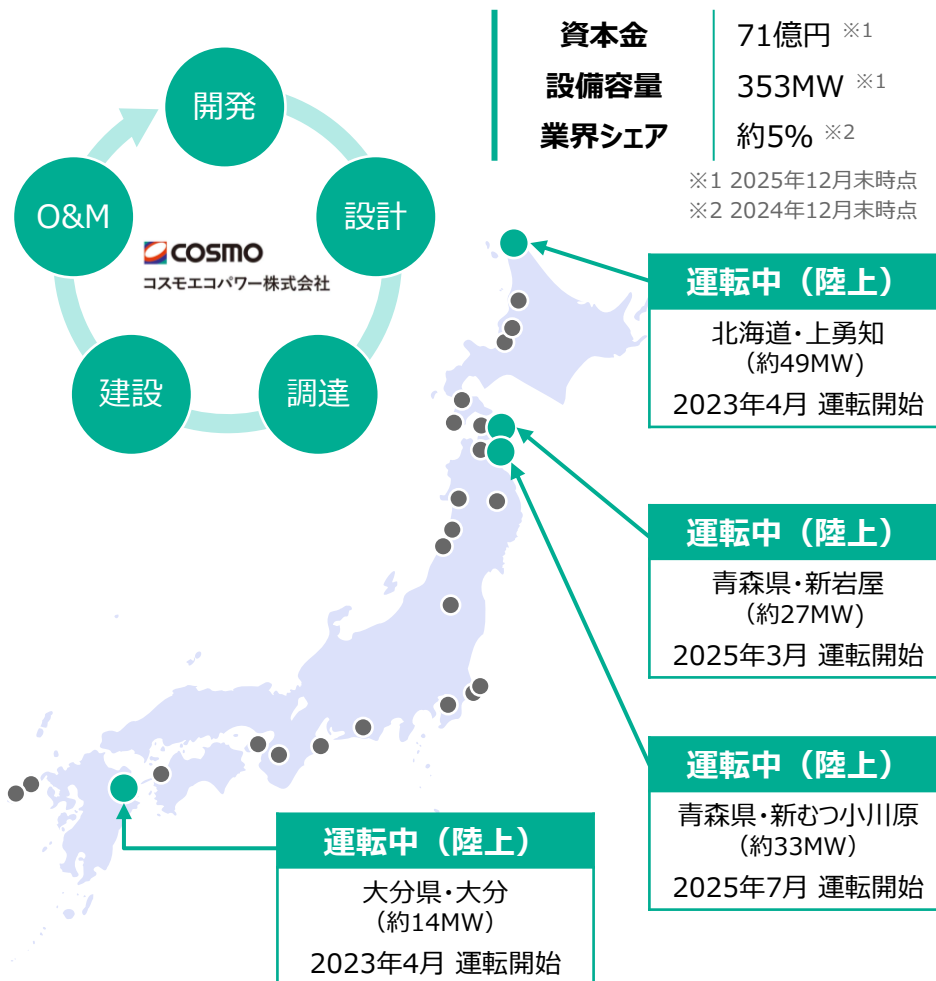 資本金 71億円 ※1
設備容量 353MW ※1
業界シェア 約5% ※2
※1 2025年12月末時点
※2 2024年12月末時点
開発
設計
調達
建設
O&M
COSMO
コスモエコパワー株式会社
運転中（陸上）
北海道・上勇知
（約49MW)
2023年4月 運転開始
運転中（陸上）
青森県・新岩屋
（約27MW)
2025年3月 運転開始
運転中（陸上）
青森県・新むつ小川原
（約33MW）
2025年7月 運転開始
運転中（陸上）
大分県・大分
（約14MW）
2023年4月 運転開始